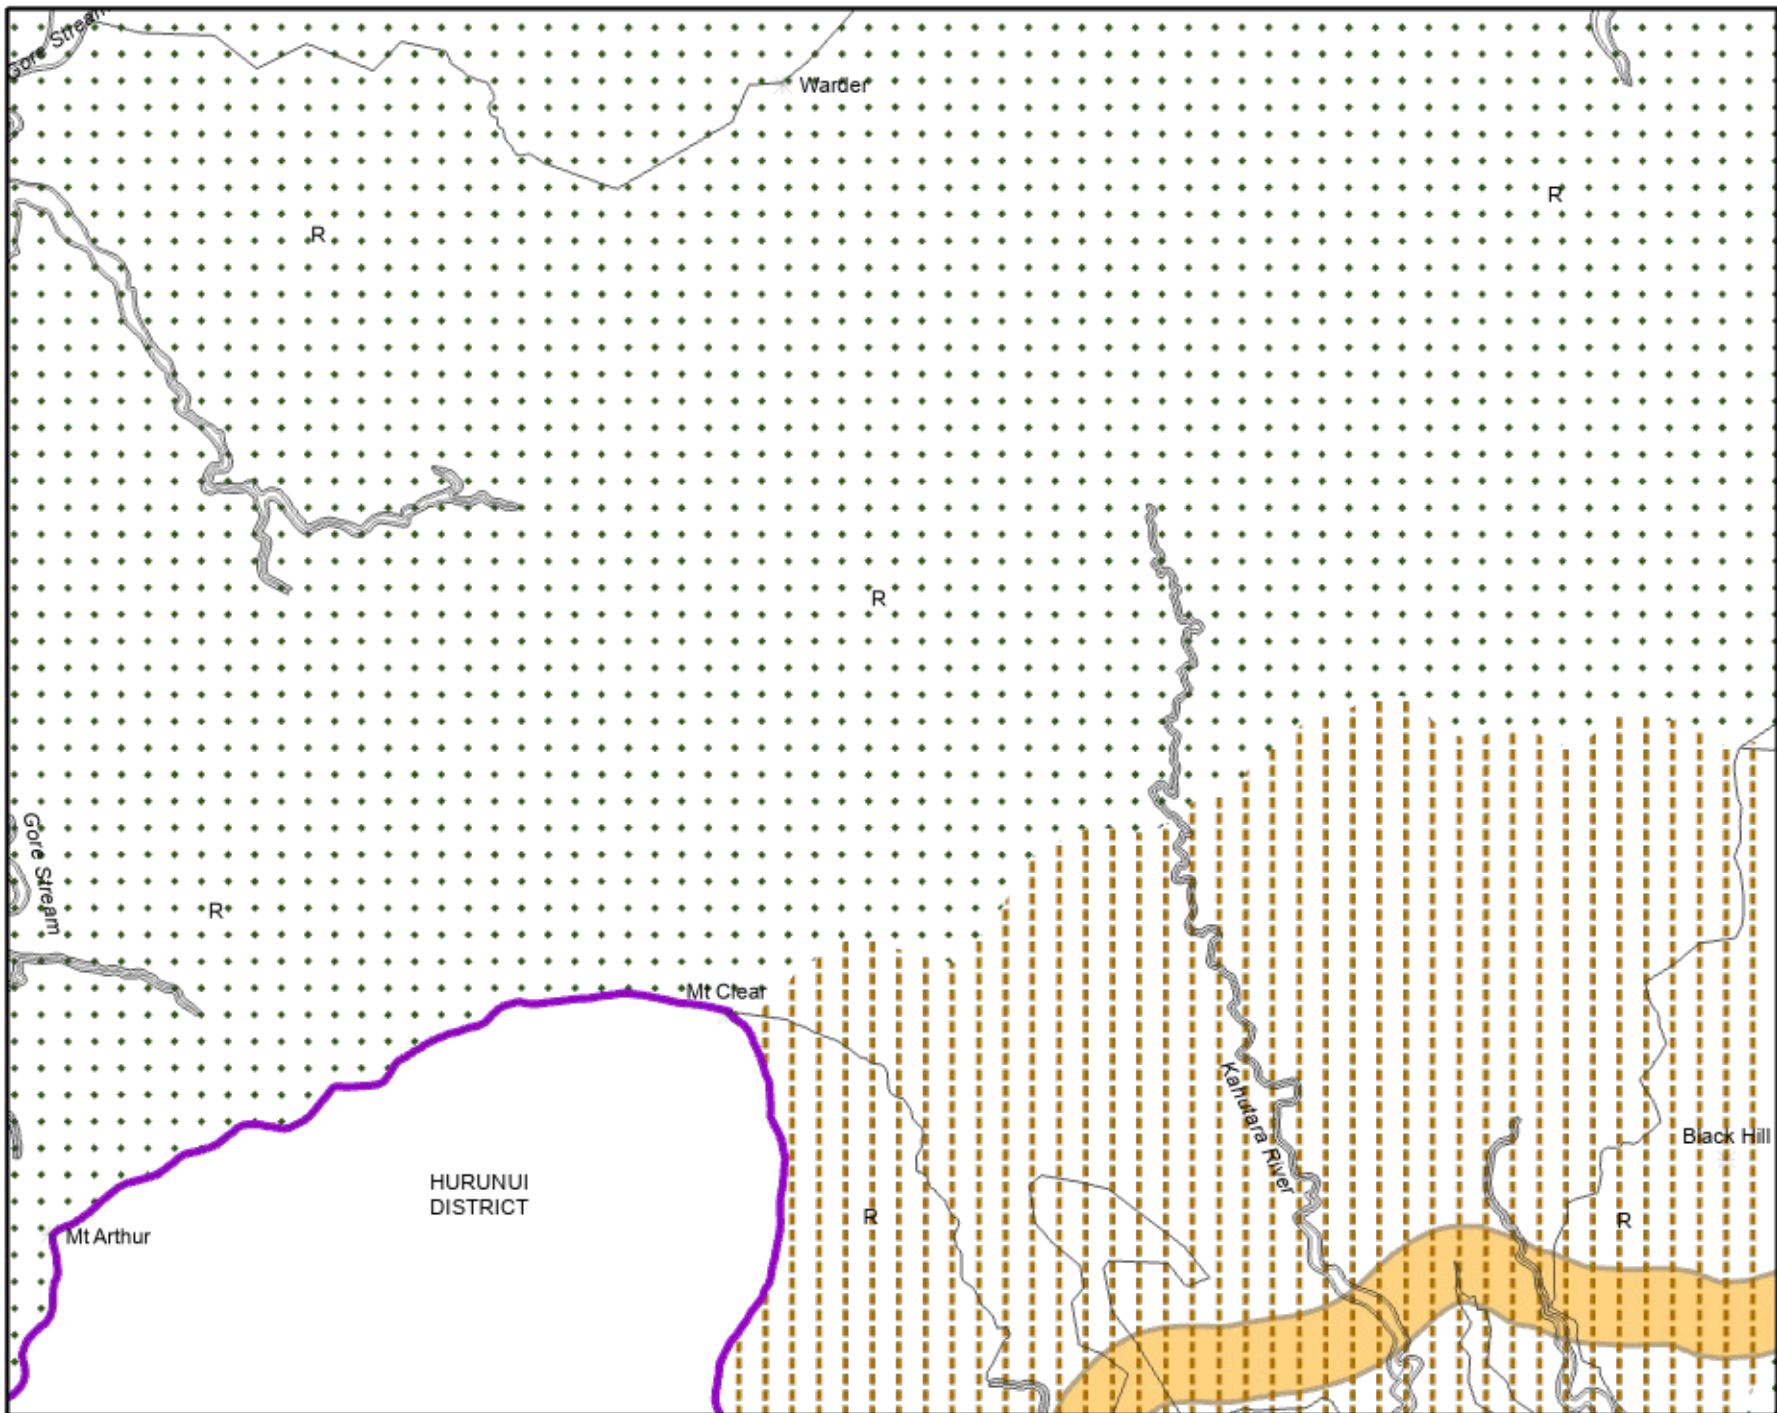 Gore Stream
Warder
R
R
R
Gore Stream
R
Mt Clear
Kahutara River
Black Hill
HURUNUI
DISTRICT
R
R
Mt Arthur